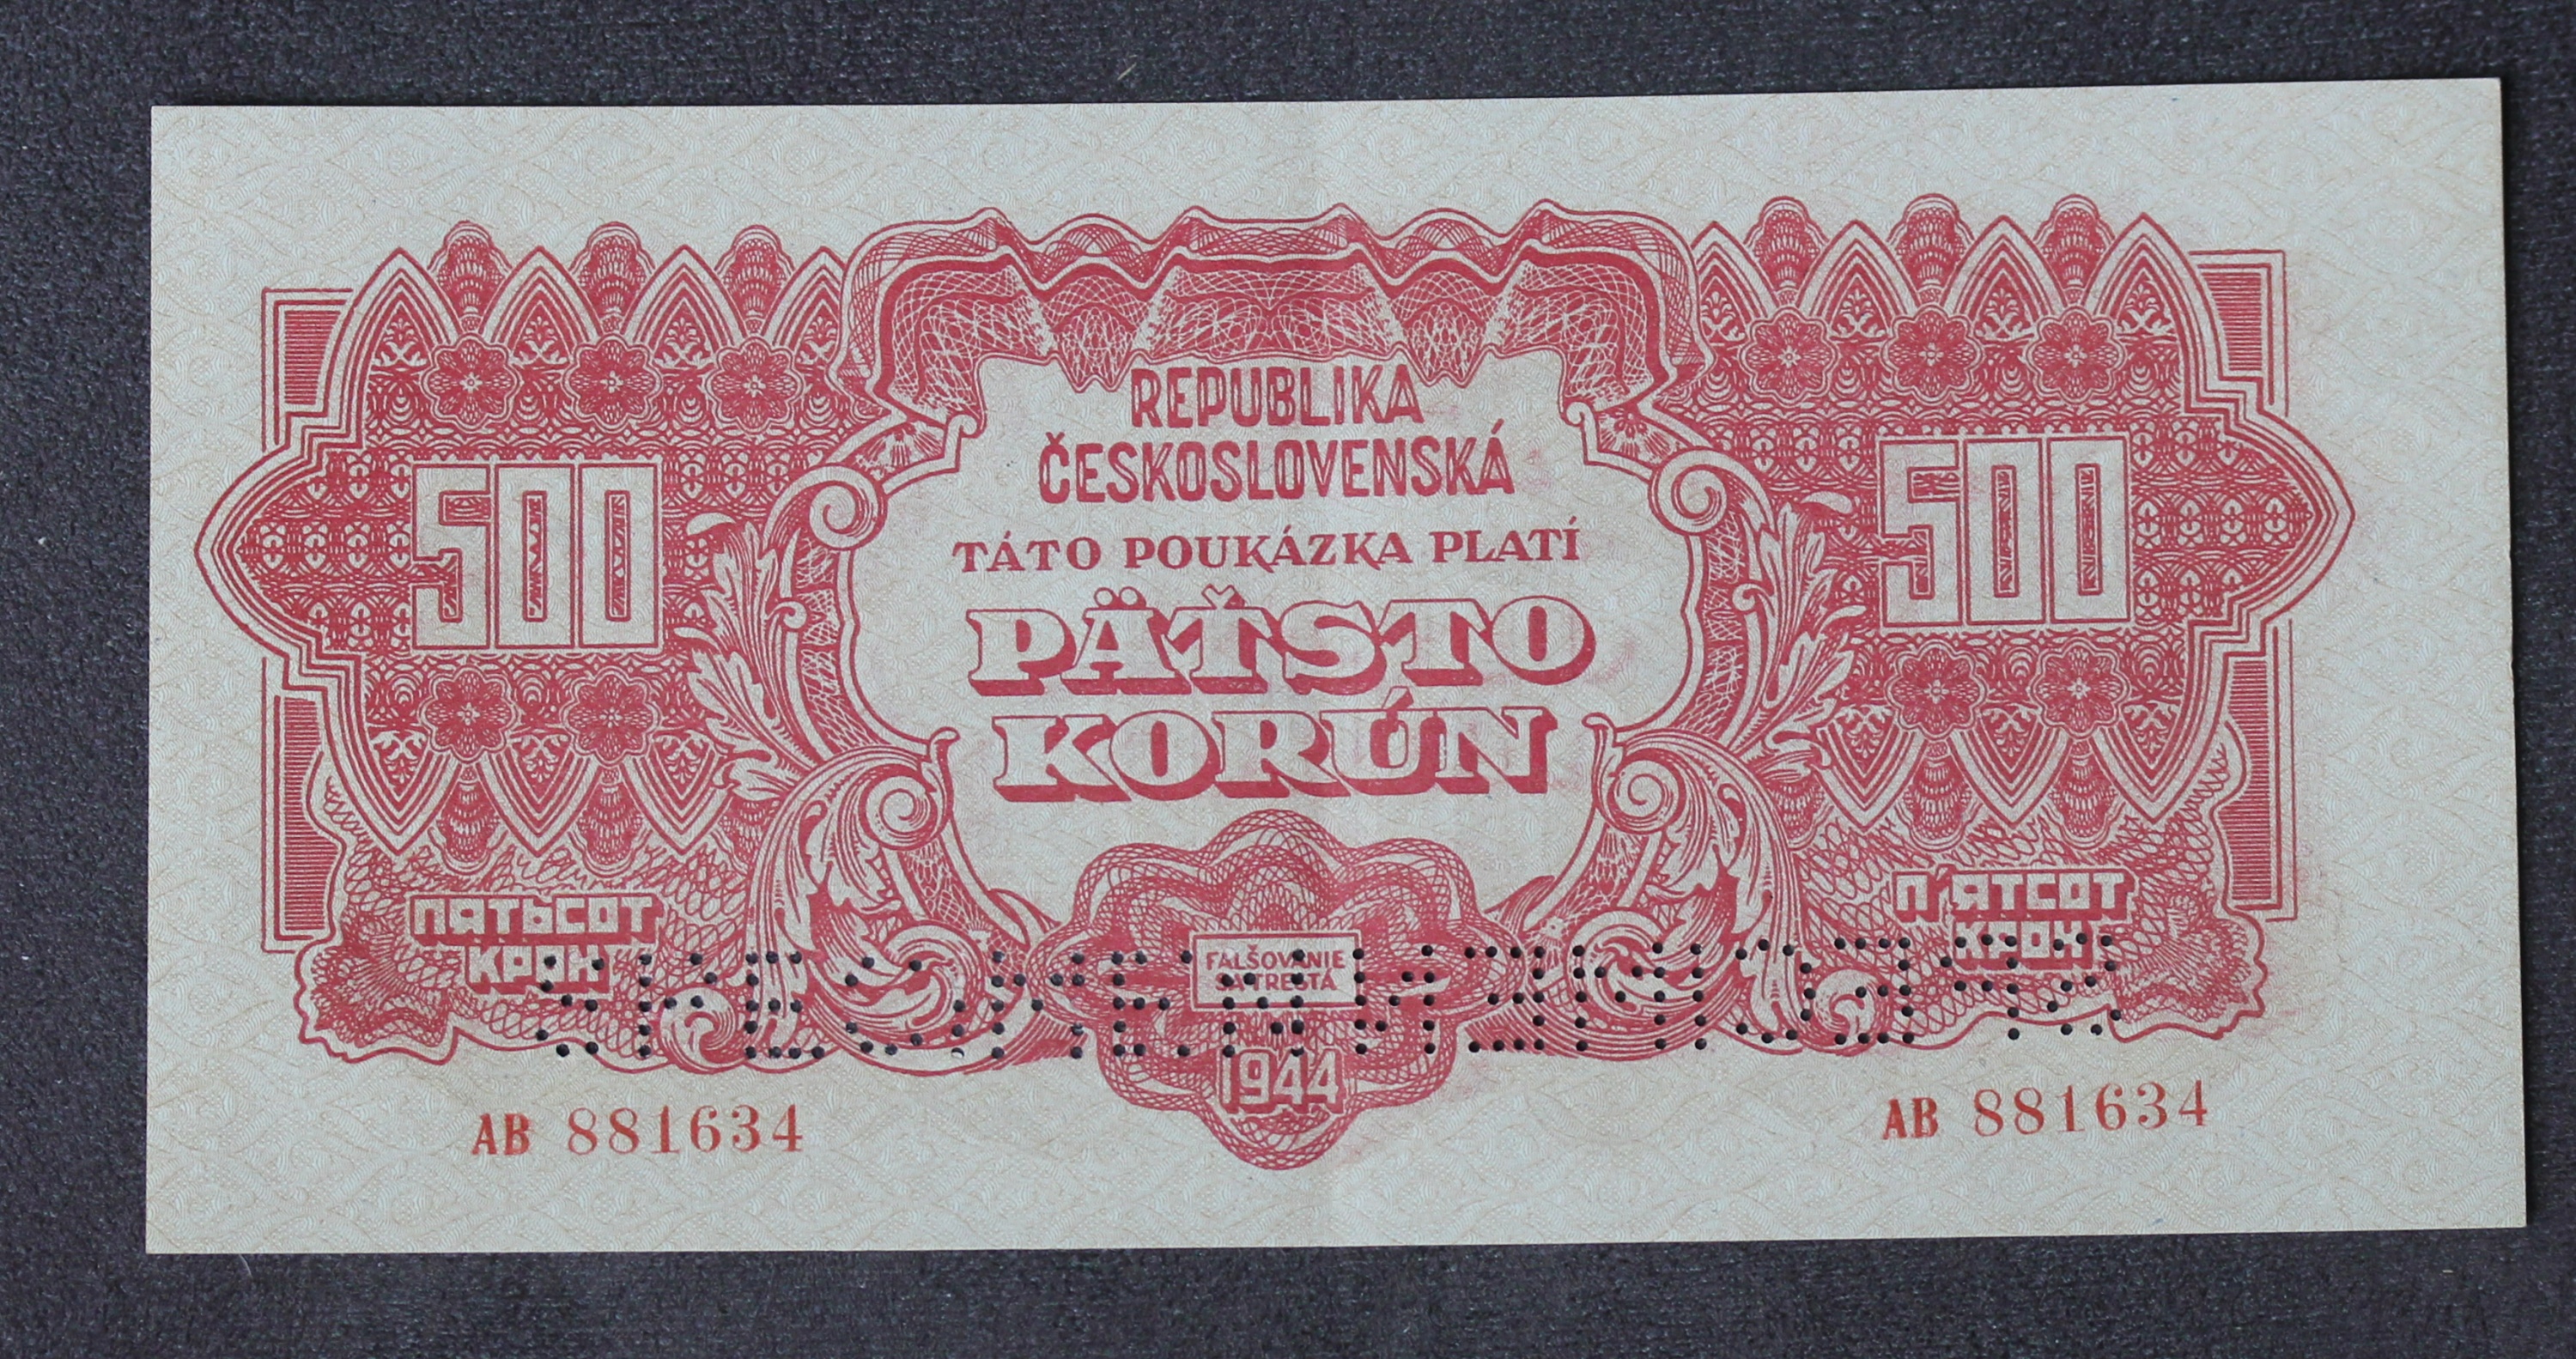 REPUBLIKA
ČESKOSLOVENSKÁ
TÁTO POUKÁZKA PLATÍ
PÄŤSTO
KORÚN
500
500
ПЯТЬСОТ
КРОН
П'ЯТСОТ
КРОН
FALŠOVANIE
SA TRESTÁ
1944
AB 881634
AB 881634